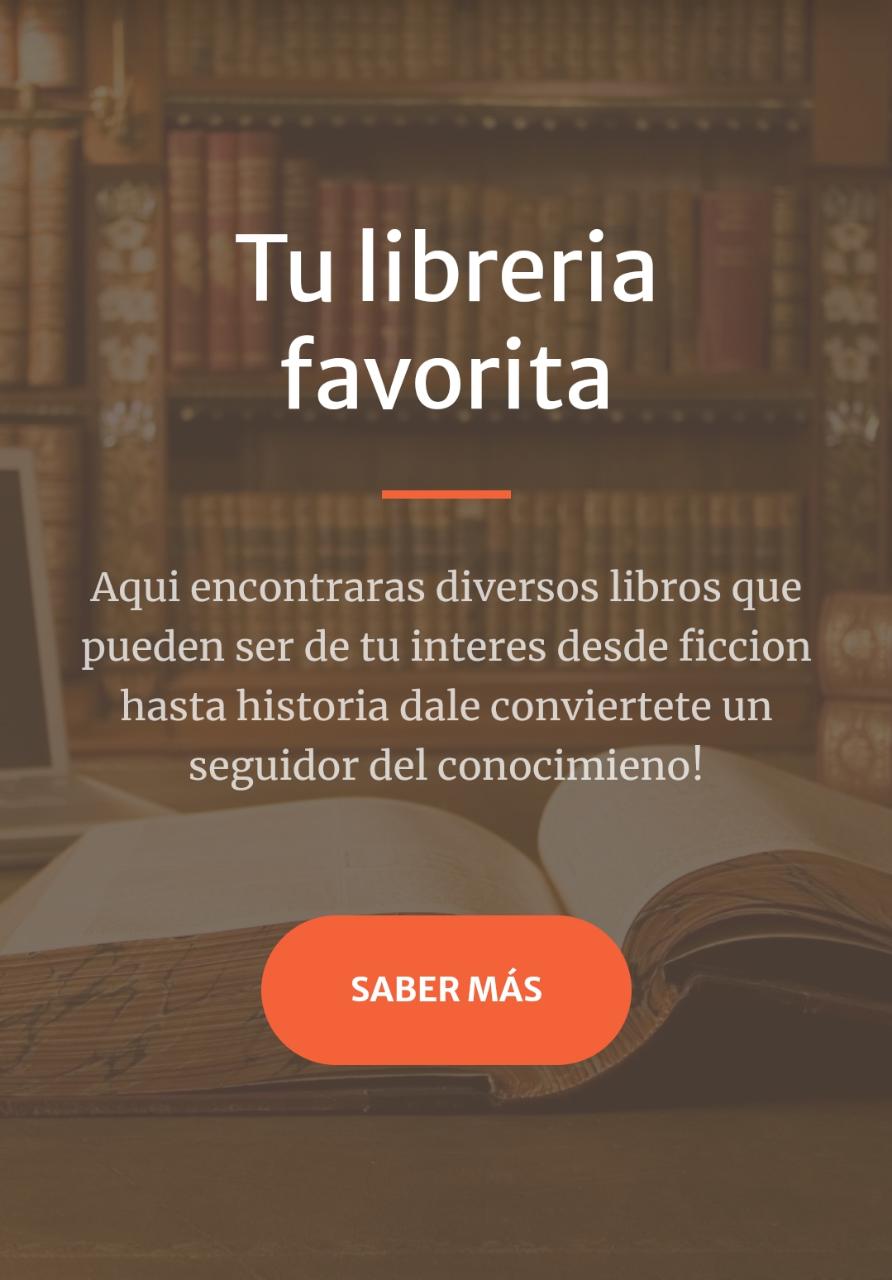 Tu libreria
favorita
Aqui encontraras diversos libros que
pueden ser de tu interes desde ficcion
hasta historia dale conviertete un
seguidor del conocimieno!
SABER MÁS